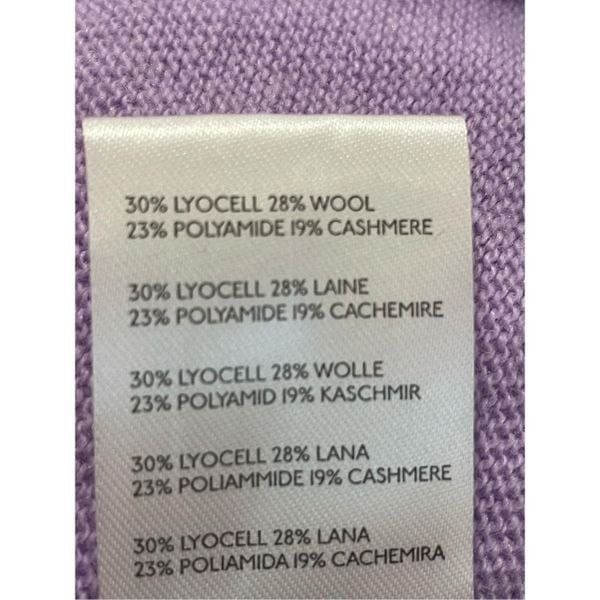 30% LYOCELL 28% WOOL
23% POLYAMIDE 19% CASHMERE
30% LYOCELL 28% LAINE
23% POLYAMIDE 19% CACHEMIRE
30% LYOCELL 28% WOLLE
23% POLYAMID 19% KASCHMIR
30% LYOCELL 28% LANA
23% POLIAMMIDE 19% CASHMERE
30% LYOCELL 28% LANA
23% POLIAMIDA 19% CACHEMIRA